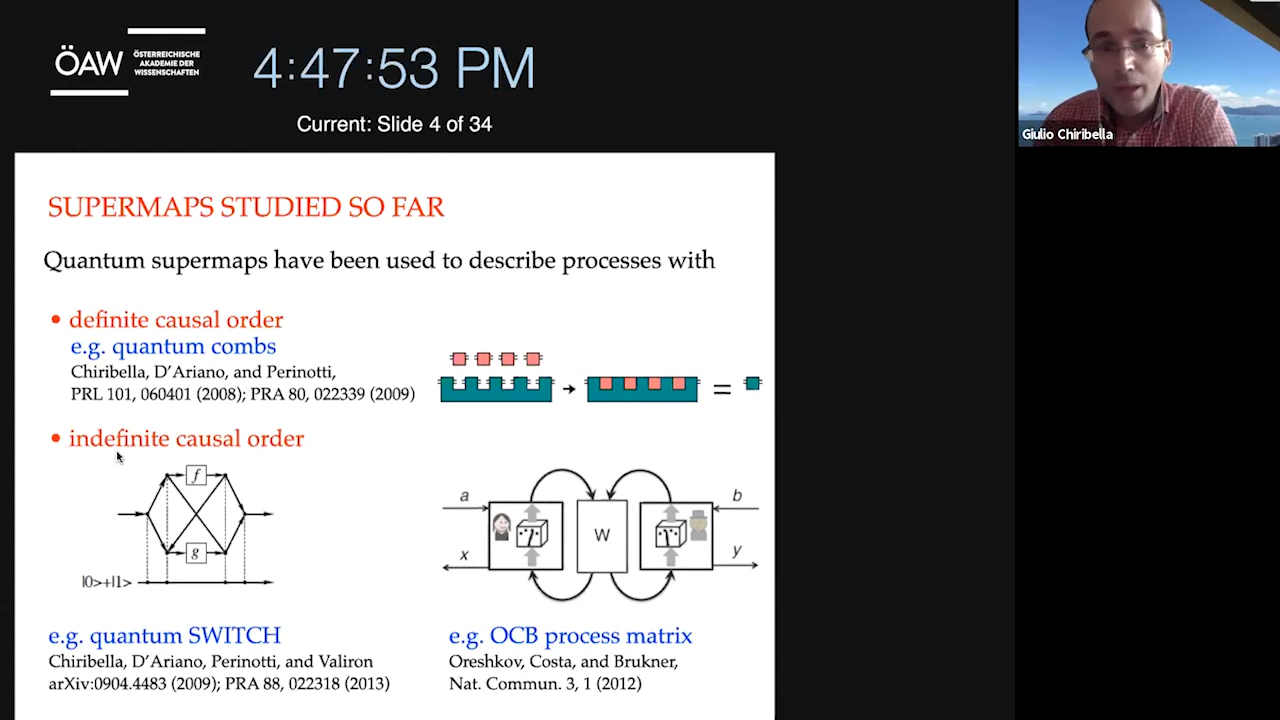 ÖAW
ÖSTERREICHISCHE
AKADEMIE DER
WISSENSCHAFTEN
4:47:53 PM
Current: Slide 4 of 34
Giulio Chiribella
SUPERMAPS STUDIED SO FAR
Quantum supermaps have been used to describe processes with
• definite causal order
e.g. quantum combs
Chiribella, D'Ariano, and Perinotti,
PRL 101, 060401 (2008); PRA 80, 022339 (2009)
=
• indefinite causal order
f
g
|0>+|1>
a
x
W
b
y
e.g. quantum SWITCH
Chiribella, D'Ariano, Perinotti, and Valiron
arXiv:0904.4483 (2009); PRA 88, 022318 (2013)
e.g. OCB process matrix
Oreshkov, Costa, and Brukner,
Nat. Commun. 3, 1 (2012)